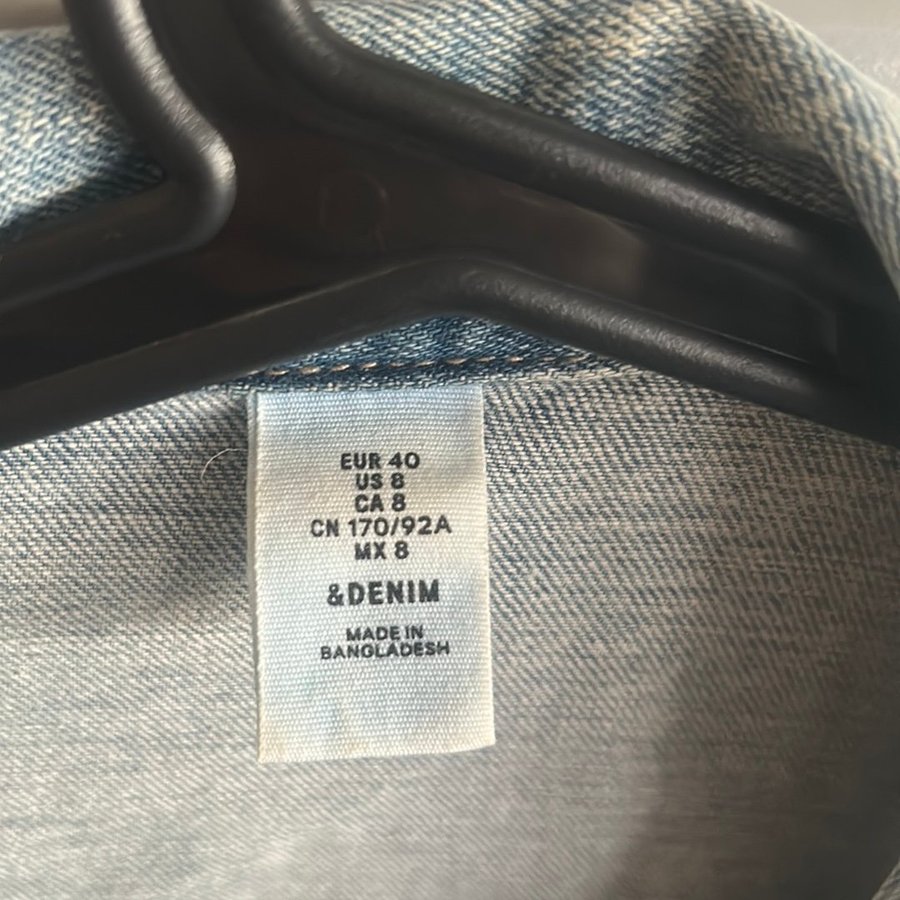 EUR 40
US 8
CA 8
CN 170/92A
MX 8
&DENIM
MADE IN
BANGLADESH